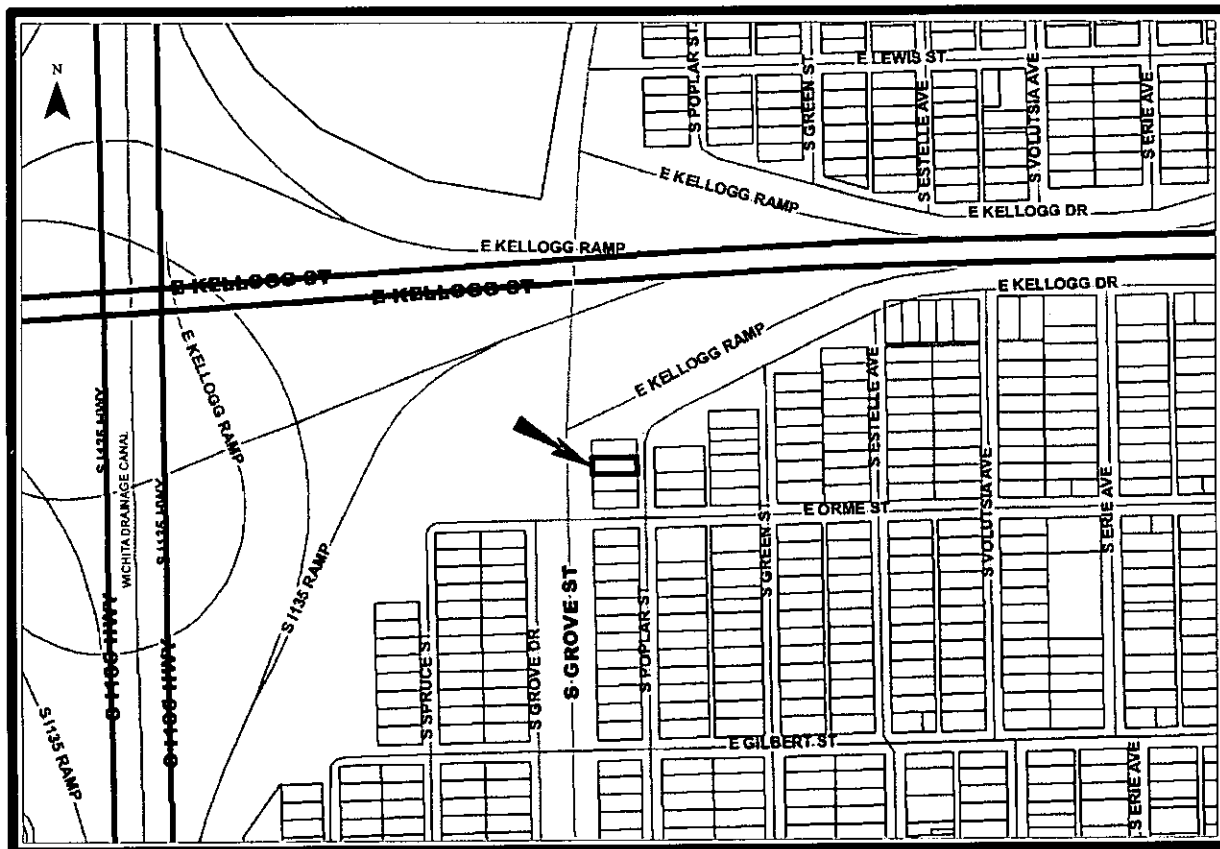 N
S POPLAR ST.
S GREEN ST.
E LEWIS ST
S ESTELLE AVE
S VOLUTSIA AVE
S ERIE AVE
E KELLOGG RAMP
E KELLOGG DR
E KELLOGG RAMP
E KELLOGG ST
E KELLOGG ST
E KELLOGG DR
E KELLOGG RAMP
E KELLOGG RAMP
S I135 HWY
WICHITA DRAINAGE CANAL
S I135 HWY
S ESTELLE AVE
S VOLUTSIA AVE
S ERIE AVE
E ORME ST
S GREEN ST.
S I135 RAMP
S GROVE ST
S POPLAR ST.
S SPRUCE ST.
S GROVE DR
E GILBERT ST
S I135 RAMP
S ERIE AVE